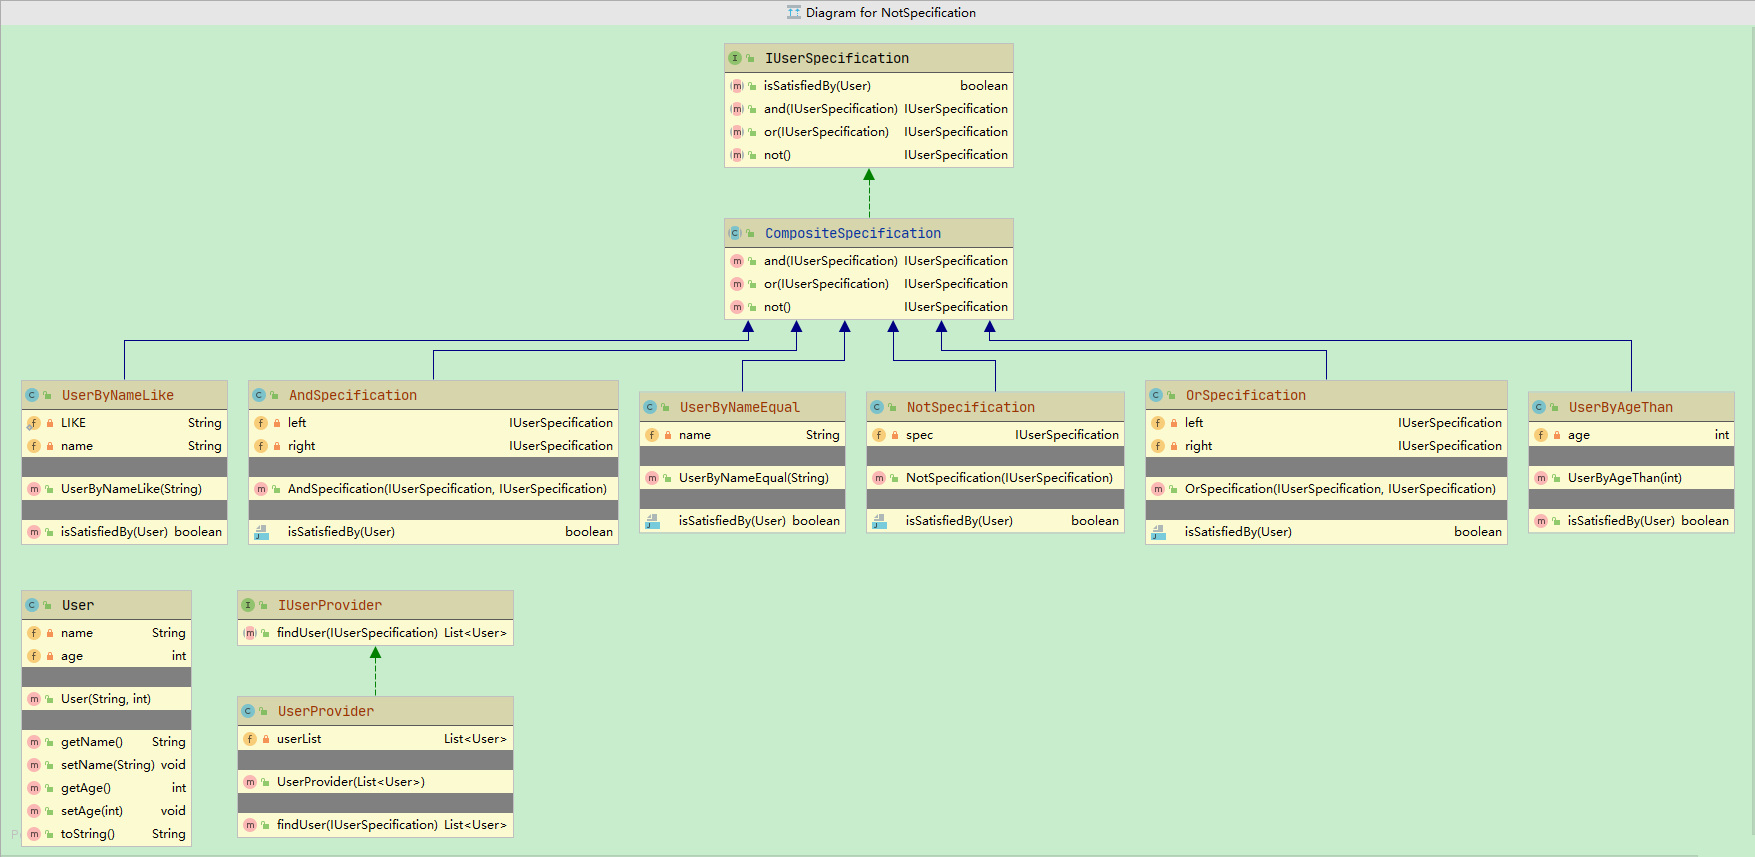 Diagram for NotSpecification
IUserSpecification
isSatisfiedBy(User) boolean
and(IUserSpecification) IUserSpecification
or(IUserSpecification) IUserSpecification
not() IUserSpecification
CompositeSpecification
and(IUserSpecification) IUserSpecification
or(IUserSpecification) IUserSpecification
not() IUserSpecification
UserByNameLike
LIKE String
name String
UserByNameLike(String)
isSatisfiedBy(User) boolean
AndSpecification
left IUserSpecification
right IUserSpecification
AndSpecification(IUserSpecification, IUserSpecification)
isSatisfiedBy(User) boolean
UserByNameEqual
name String
UserByNameEqual(String)
isSatisfiedBy(User) boolean
NotSpecification
spec IUserSpecification
NotSpecification(IUserSpecification)
isSatisfiedBy(User) boolean
OrSpecification
left IUserSpecification
right IUserSpecification
OrSpecification(IUserSpecification, IUserSpecification)
isSatisfiedBy(User) boolean
UserByAgeThan
age int
UserByAgeThan(int)
isSatisfiedBy(User) boolean
User
name String
age int
User(String, int)
getName() String
setName(String) void
getAge() int
setAge(int) void
toString() String
IUserProvider
findUser(IUserSpecification) List<User>
UserProvider
userList List<User>
UserProvider(List<User>)
findUser(IUserSpecification) List<User>